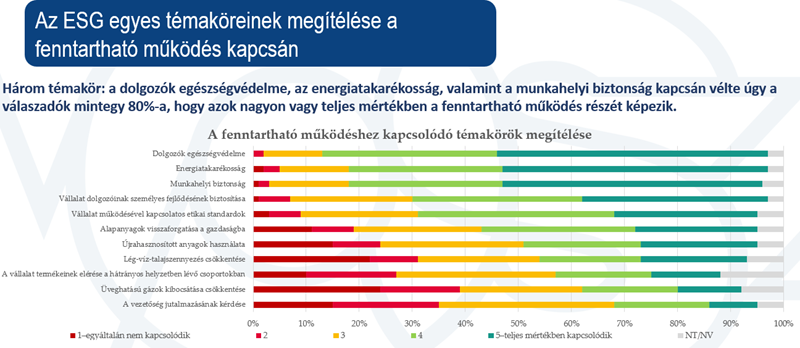 Az ESG egyes témaköreinek megítélése a
fenntartható működés kapcsán
Három témakör: a dolgozók egészségvédelme, az energiatakarékosság, valamint a munkahelyi biztonság kapcsán vélte úgy a
válaszadók mintegy 80%-a, hogy azok nagyon vagy teljes mértékben a fenntartható működés részét képezik.
A fenntartható működéshez kapcsolódó témakörök megítélése
Dolgozók egészségvédelme
Energiatakarékosság
Munkahelyi biztonság
Vállalat dolgozóinak személyes fejlődésének biztosítása
Vállalat működésével kapcsolatos etikai standardok
Alapanyagok visszaforgatása a gazdaságba
Újrahasznosított anyagok használata
Lég-víz-talajszennyezés csökkentése
A vállalat termékeinek elérése a hátrányos helyzetben lévő csoportokban
Üvegházhatású gázok kibocsátása csökkentése
A vezetőség jutalmazásának kérdése
0% 10% 20% 30% 40% 50% 60% 70% 80% 90% 100%
1–egyáltalán nem kapcsolódik 2 3 4 5–teljes mértékben kapcsolódik NT/NV